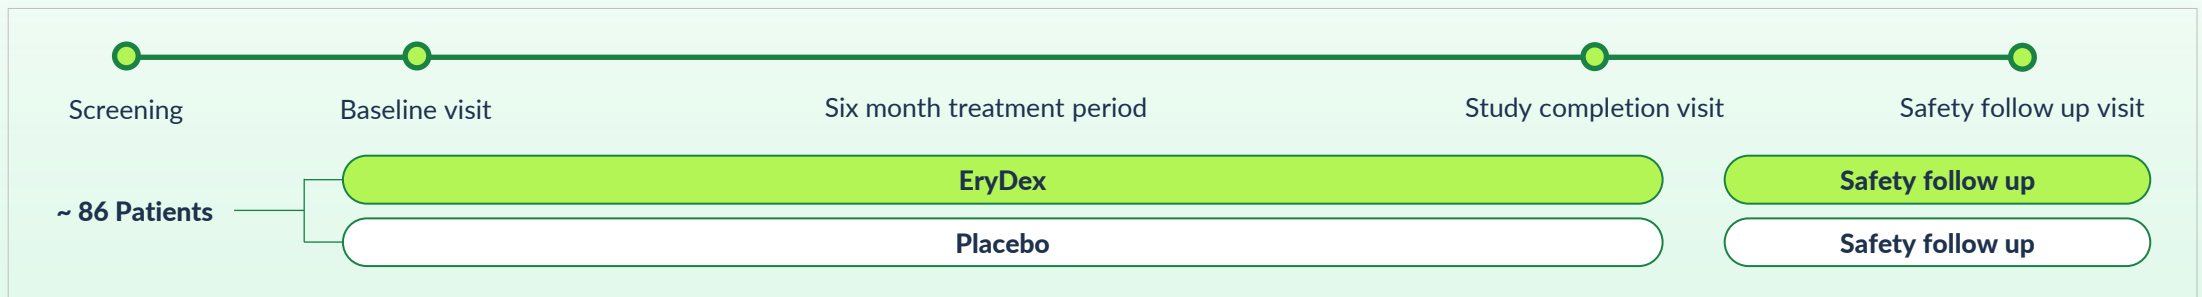 Screening
Baseline visit
Six month treatment period
Study completion visit
Safety follow up visit
~ 86 Patients
EryDex
Safety follow up
Placebo
Safety follow up